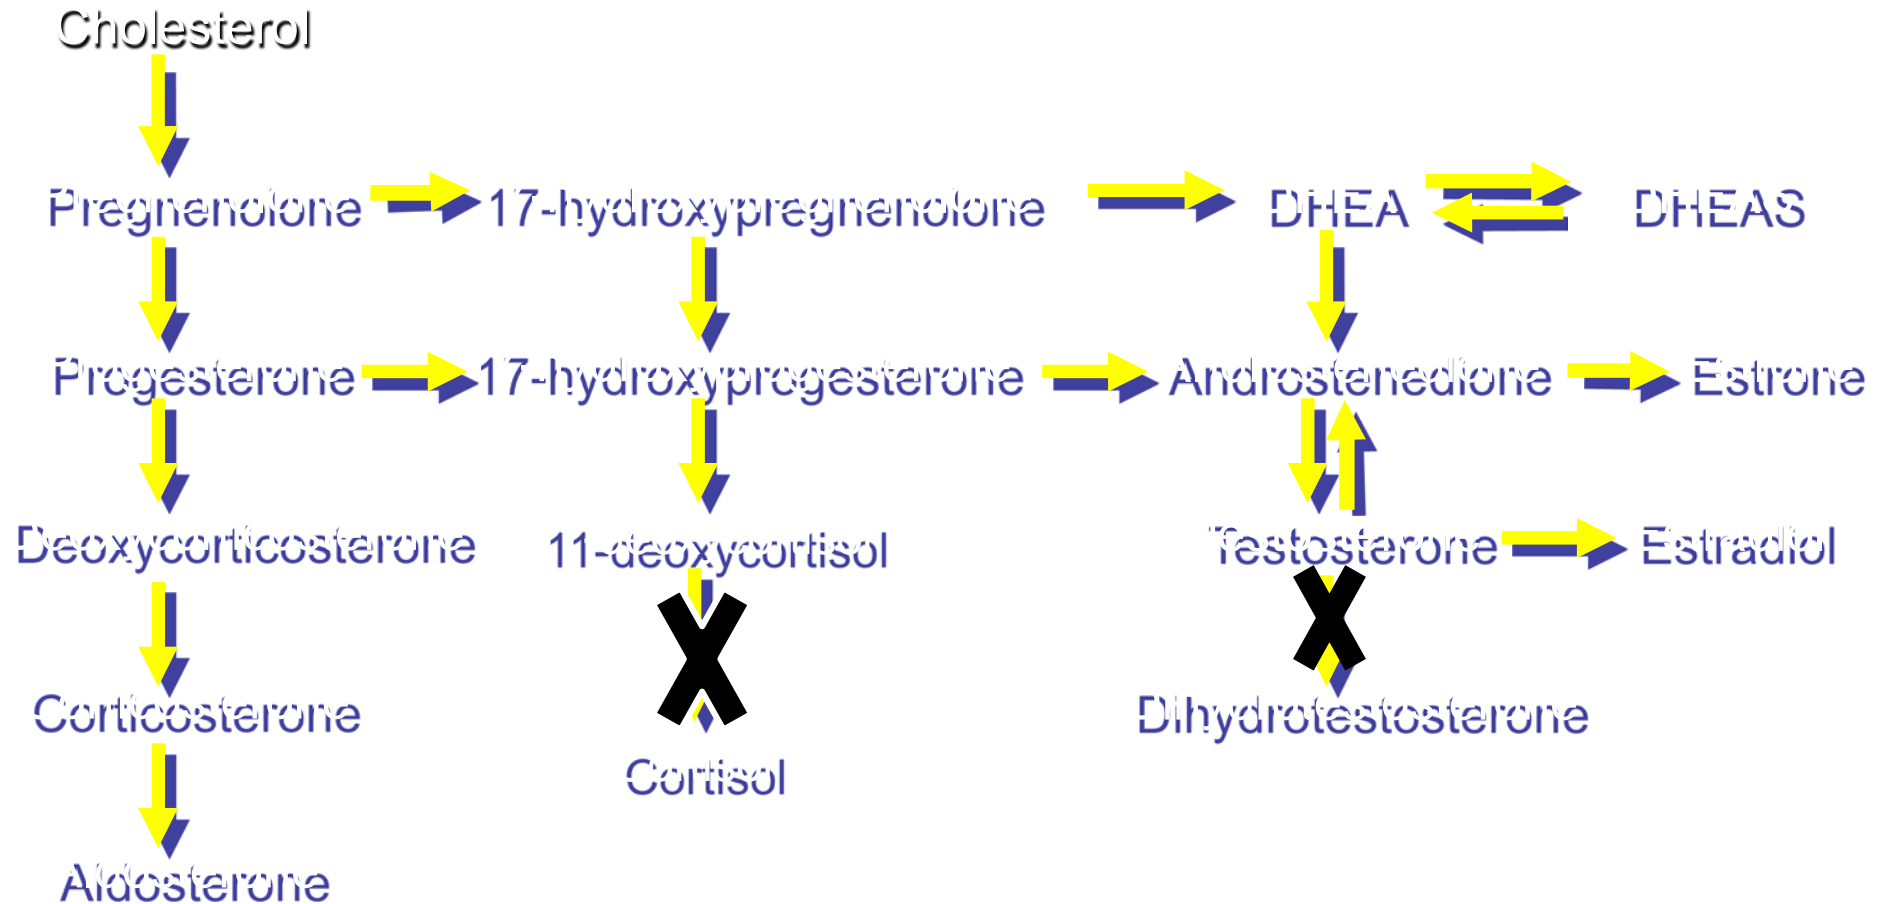 Cholesterol
Pregnenolone 17-hydroxypregnenolone DHEA DHEAS
Progesterone 17-hydroxyprogesterone Androstenedione Estrone
Deoxycorticosterone 11-deoxycortisol Testosterone Estradiol
Corticosterone Dihydrotestosterone
Cortisol
Aldosterone